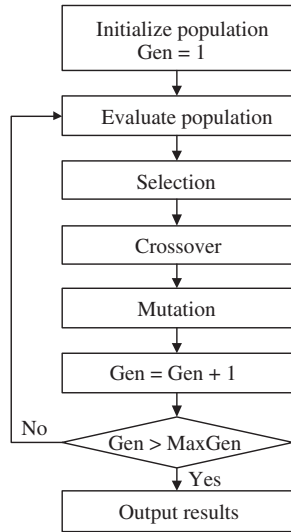 Initialize population
Gen = 1
Evaluate population
Selection
Crossover
Mutation
Gen = Gen + 1
No
Gen > MaxGen
Yes
Output results